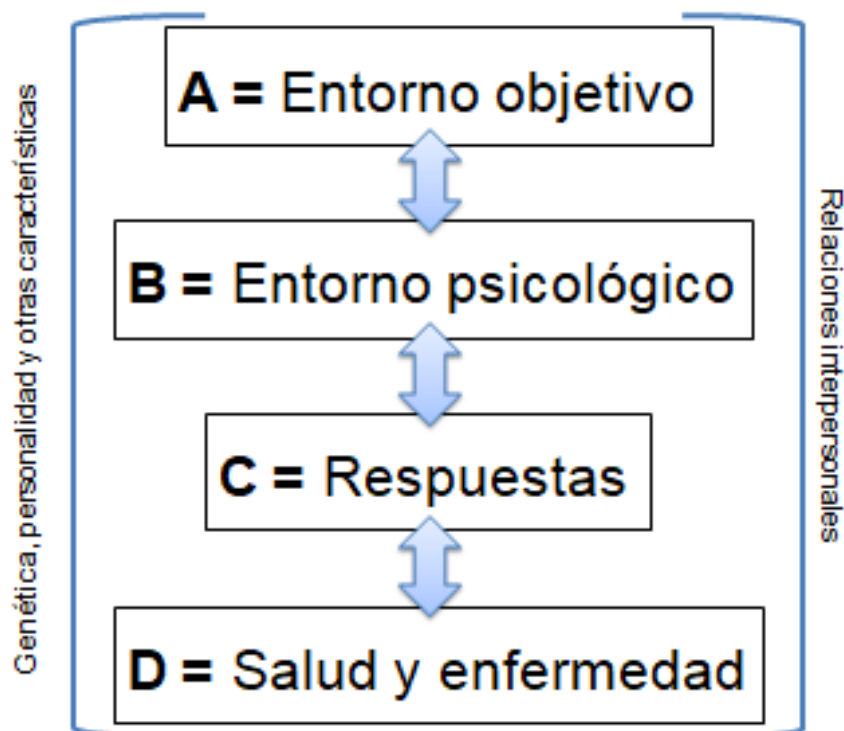 Genética, personalidad y otras características
A = Entorno objetivo
B = Entorno psicológico
C = Respuestas
D = Salud y enfermedad
Relaciones interpersonales